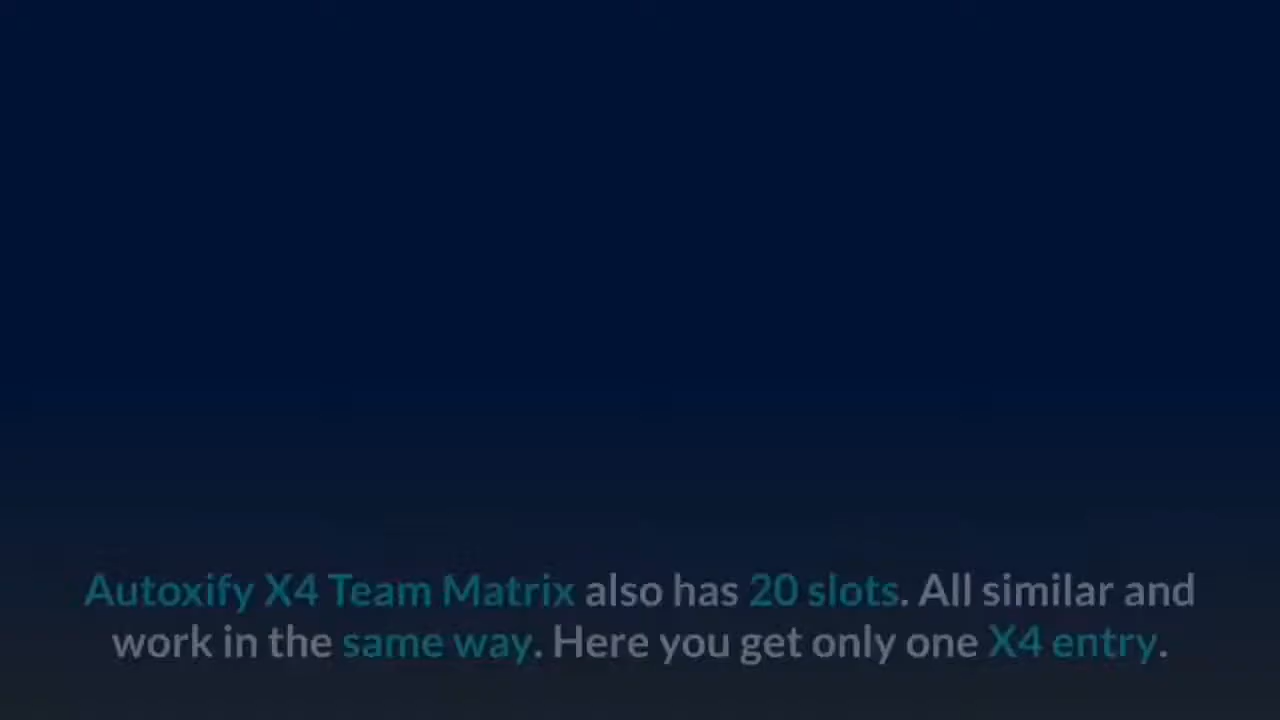 Autoxify X4 Team Matrix also has 20 slots. All similar and
work in the same way. Here you get only one X4 entry.